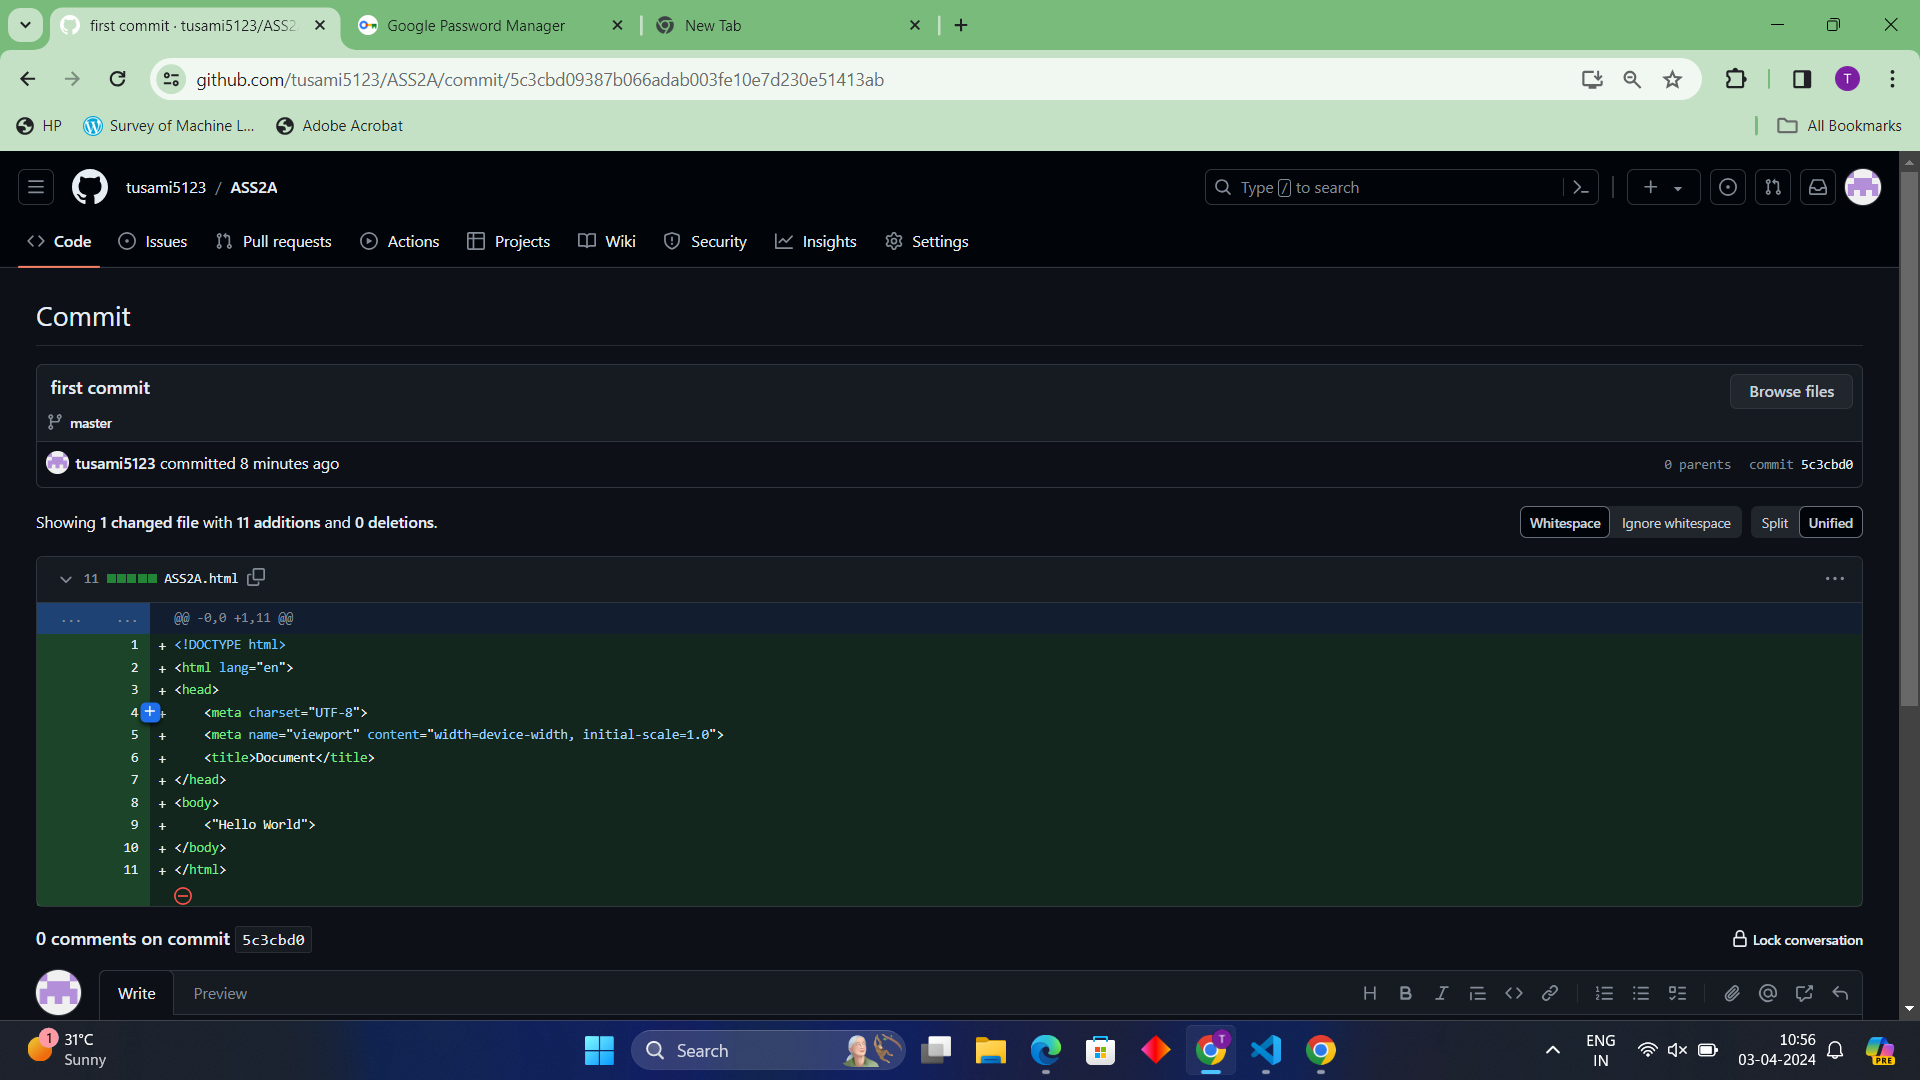 first commit · tusami5123/ASS2
Google Password Manager
New Tab
github.com/tusami5123/ASS2A/commit/5c3cbd09387b066adab003fe10e7d230e51413ab
T
HP
Survey of Machine L...
Adobe Acrobat
All Bookmarks
tusami5123 / ASS2A
Type / to search
Code
Issues
Pull requests
Actions
Projects
Wiki
Security
Insights
Settings
Commit
first commit
Browse files
master
tusami5123 committed 8 minutes ago
0 parents commit 5c3cbd0
Showing 1 changed file with 11 additions and 0 deletions.
Whitespace
Ignore whitespace
Split
Unified
11 ASS2A.html
... ... @@ -0,0 +1,11 @@
1 + <!DOCTYPE html>
2 + <html lang="en">
3 + <head>
4 + <meta charset="UTF-8">
5 + <meta name="viewport" content="width=device-width, initial-scale=1.0">
6 + <title>Document</title>
7 + </head>
8 + <body>
9 + <"Hello World">
10 + </body>
11 + </html>
0 comments on commit 5c3cbd0
Lock conversation
Write
Preview
1
31°C
Sunny
Search
T
ENG
IN
10:56
03-04-2024
PRE